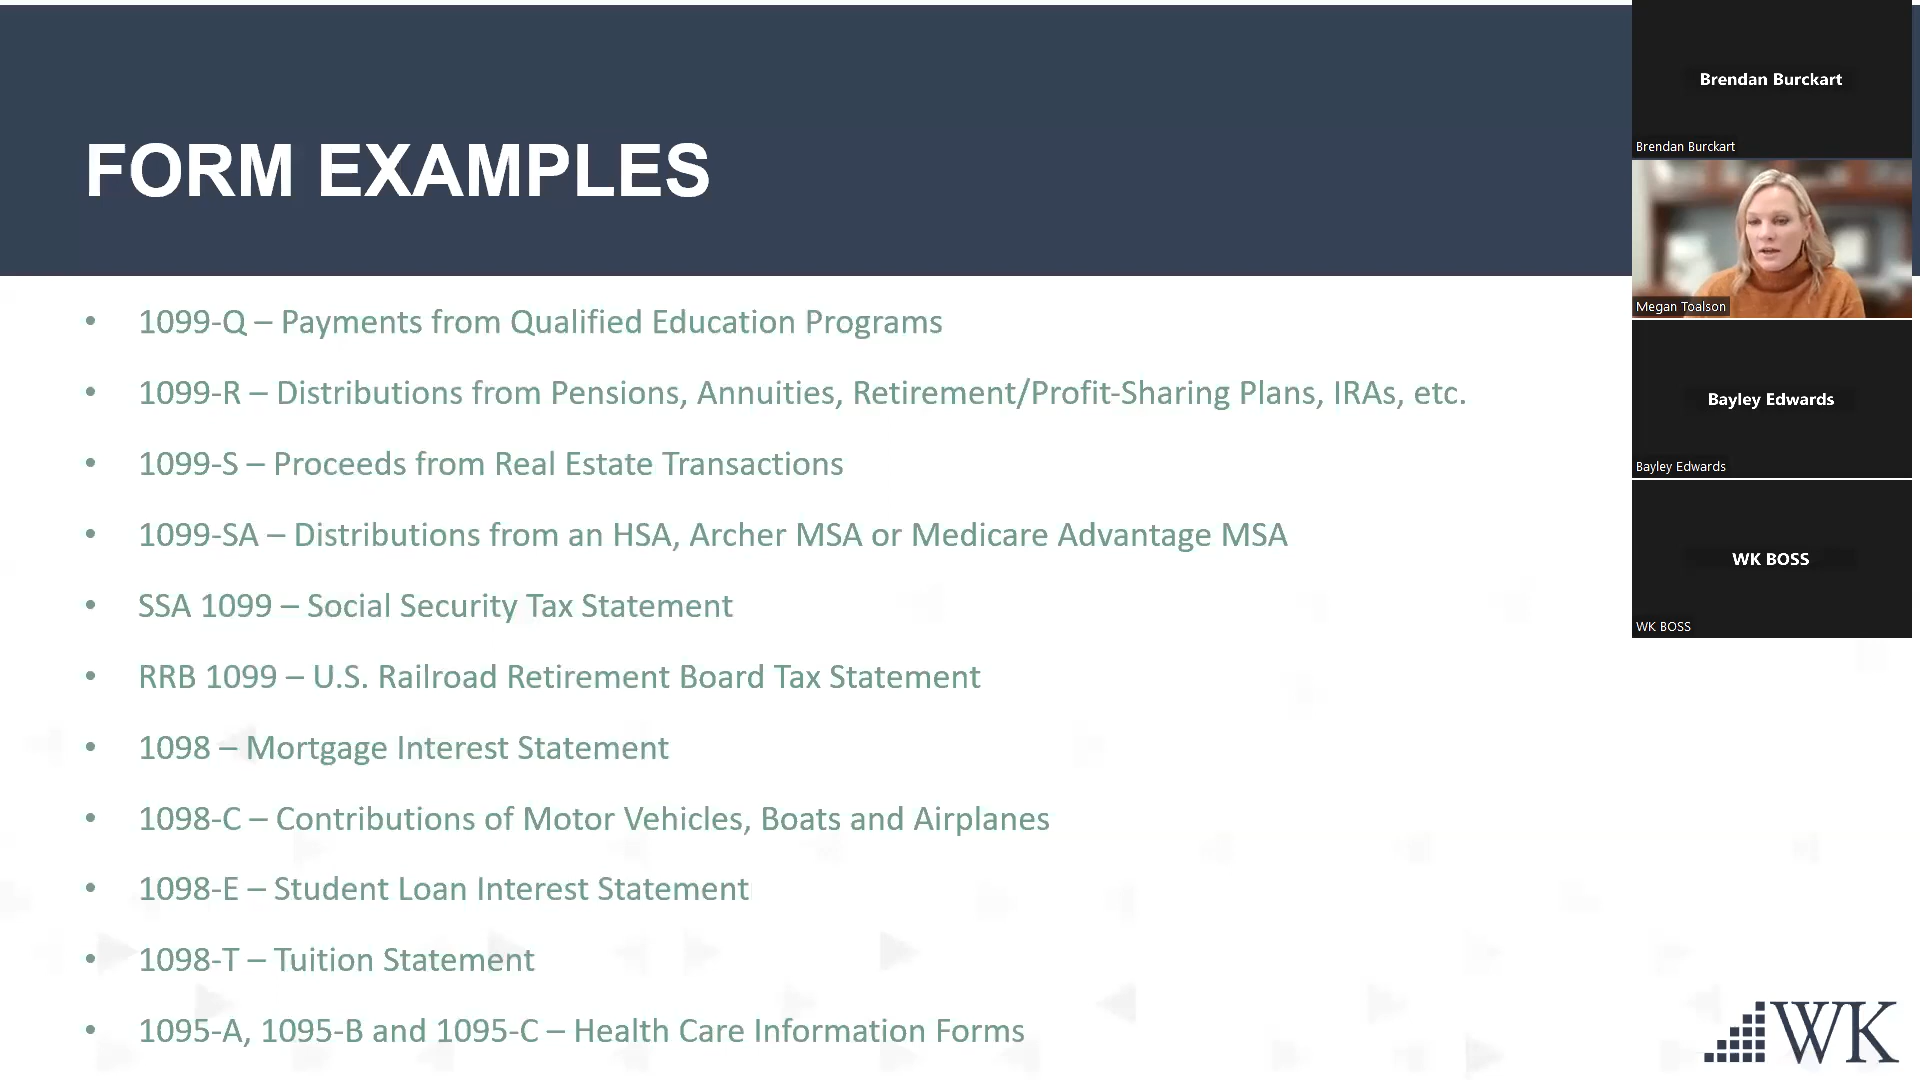 FORM EXAMPLES
• 1099-Q – Payments from Qualified Education Programs
• 1099-R – Distributions from Pensions, Annuities, Retirement/Profit-Sharing Plans, IRAs, etc.
• 1099-S – Proceeds from Real Estate Transactions
• 1099-SA – Distributions from an HSA, Archer MSA or Medicare Advantage MSA
• SSA 1099 – Social Security Tax Statement
• RRB 1099 – U.S. Railroad Retirement Board Tax Statement
• 1098 – Mortgage Interest Statement
• 1098-C – Contributions of Motor Vehicles, Boats and Airplanes
• 1098-E – Student Loan Interest Statement
• 1098-T – Tuition Statement
• 1095-A, 1095-B and 1095-C – Health Care Information Forms
Brendan Burckart
Brendan Burckart
Megan Toalson
Bayley Edwards
Bayley Edwards
WK BOSS
WK BOSS
WK